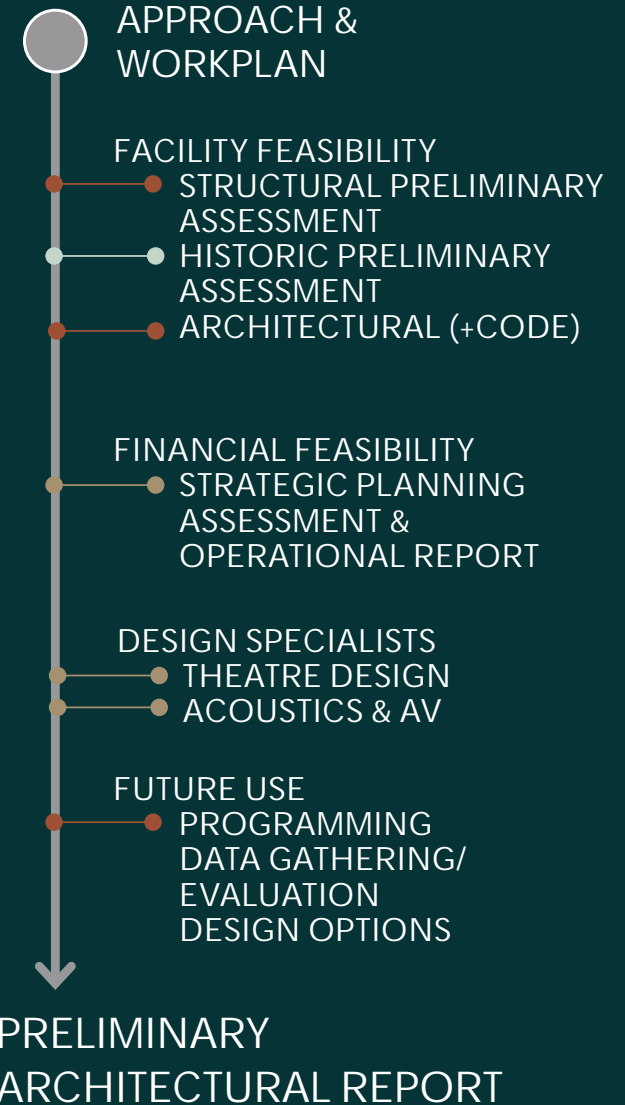 APPROACH &
WORKPLAN
FACILITY FEASIBILITY
STRUCTURAL PRELIMINARY
ASSESSMENT
HISTORIC PRELIMINARY
ASSESSMENT
ARCHITECTURAL (+CODE)
FINANCIAL FEASIBILITY
STRATEGIC PLANNING
ASSESSMENT &
OPERATIONAL REPORT
DESIGN SPECIALISTS
THEATRE DESIGN
ACOUSTICS & AV
FUTURE USE
PROGRAMMING
DATA GATHERING/
EVALUATION
DESIGN OPTIONS
PRELIMINARY
ARCHITECTURAL REPORT